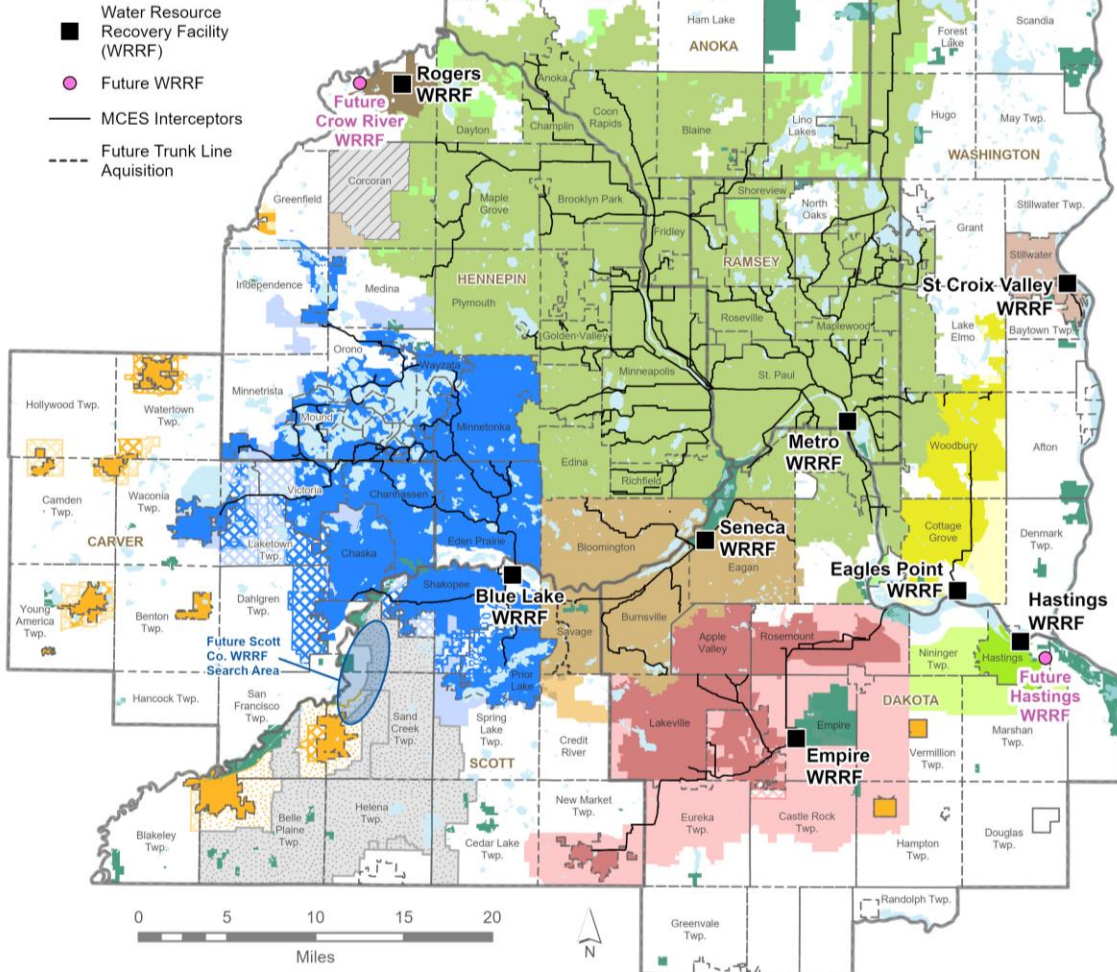 Water Resource
Recovery Facility
(WRRF)
Future WRRF
MCES Interceptors
Future Trunk Line
Aquisition
Ham Lake
ANOKA
Scandia
Forest
Lake
Rogers
WRRF
Future
Crow River
WRRF
Anoka
Dayton
Champlin
Coon
Rapids
Blaine
Lino
Lakes
Hugo
May Twp.
WASHINGTON
Corcoran
Greenfield
Maple
Grove
Brooklyn Park
Shoreview
North
Oaks
Stillwater Twp.
Fridley
Grant
Stillwater
HENNEPIN
RAMSEY
Independence
Medina
Plymouth
St Croix Valley
WRRF
Roseville
Maplewood
Lake
Elmo
Baytown Twp.
Golden Valley
Orono
Wayzata
Minneapolis
St. Paul
Minnetrista
Hollywood Twp.
Watertown
Twp.
Mound
Minnetonka
Metro
WRRF
Woodbury
Afton
Edina
Richfield
Victoria
Chanhassen
Camden
Twp.
Waconia
Twp.
CARVER
Laketown
Twp.
Chaska
Eden Prairie
Bloomington
Seneca
WRRF
Eagan
Cottage
Grove
Denmark
Twp.
Shakopee
Blue Lake
WRRF
Eagles Point
WRRF
Hastings
WRRF
Young
America Twp.
Benton
Twp.
Dahlgren Twp.
Burnsville
Savage
Apple
Valley
Rosemount
Future Scott
Co. WRRF
Search Area
Nininger
Twp.
Hastings
Future
Hastings
WRRF
Prior
Lake
DAKOTA
Hancock Twp.
San
Francisco
Twp.
Sand
Creek
Twp.
Spring
Lake
Twp.
Credit
River
Lakeville
Empire
Empire
WRRF
Vermillion
Twp.
Marshan
Twp.
SCOTT
New Market
Twp.
Blakeley
Twp.
Belle
Plaine
Twp
Helena
Twp.
Cedar Lake
Twp.
Eureka
Twp.
Castle Rock
Twp.
Hampton
Twp.
Douglas
Twp.
Randolph Twp.
Greenvale
Twp.
0 5 10 15 20
Miles
N